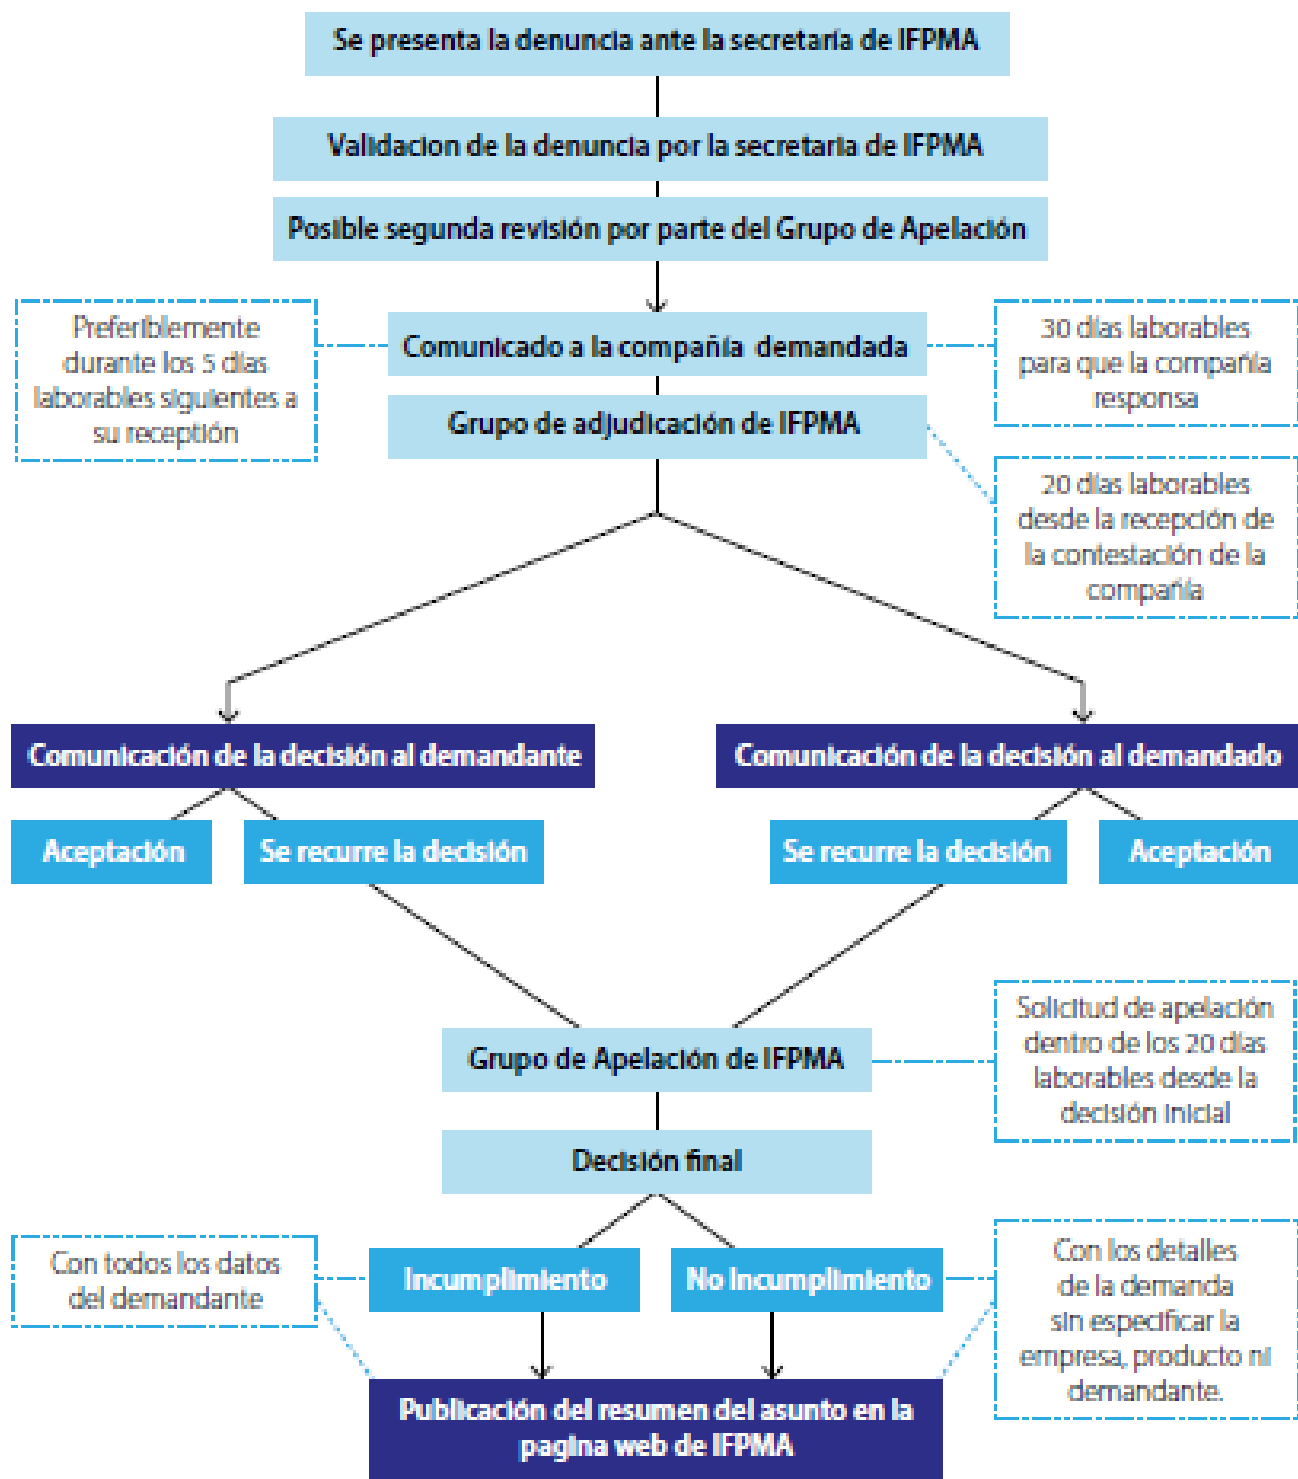 Se presenta la denuncia ante la secretaría de IFPMA
Validacion de la denuncia por la secretaria de IFPMA
Posible segunda revisión por parte del Grupo de Apelación
Preferiblemente
durante los 5 días
laborables siguientes a
su receptión
Comunicado a la compañía demandada
30 días laborables
para que la compañía
responsa
Grupo de adjudicación de IFPMA
20 días laborables
desde la recepción de
la contestación de la
compañía
Comunicación de la decisión al demandante
Comunicación de la decisión al demandado
Aceptación
Se recurre la decisión
Se recurre la decisión
Aceptación
Grupo de Apelación de IFPMA
Solicitud de apelación
dentro de los 20 días
laborables desde la
decisión inicial
Decisión final
Con todos los datos
del demandante
Incumplimiento
No Incumplimiento
Con los detalles
de la demanda
sin especificar la
empresa, producto ni
demandante.
Publicación del resumen del asunto en la
pagina web de IFPMA